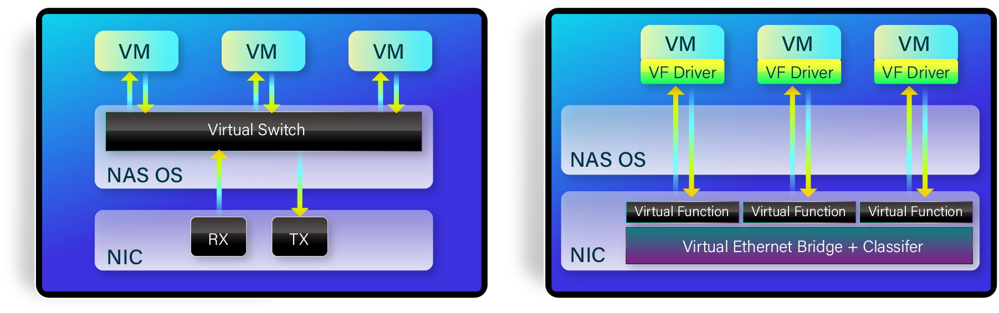 VM
VM
VM
Virtual Switch
NAS OS
RX
TX
NIC
VM
VM
VM
VF Driver
VF Driver
VF Driver
NAS OS
Virtual Function
Virtual Function
Virtual Function
Virtual Ethernet Bridge + Classifer
NIC